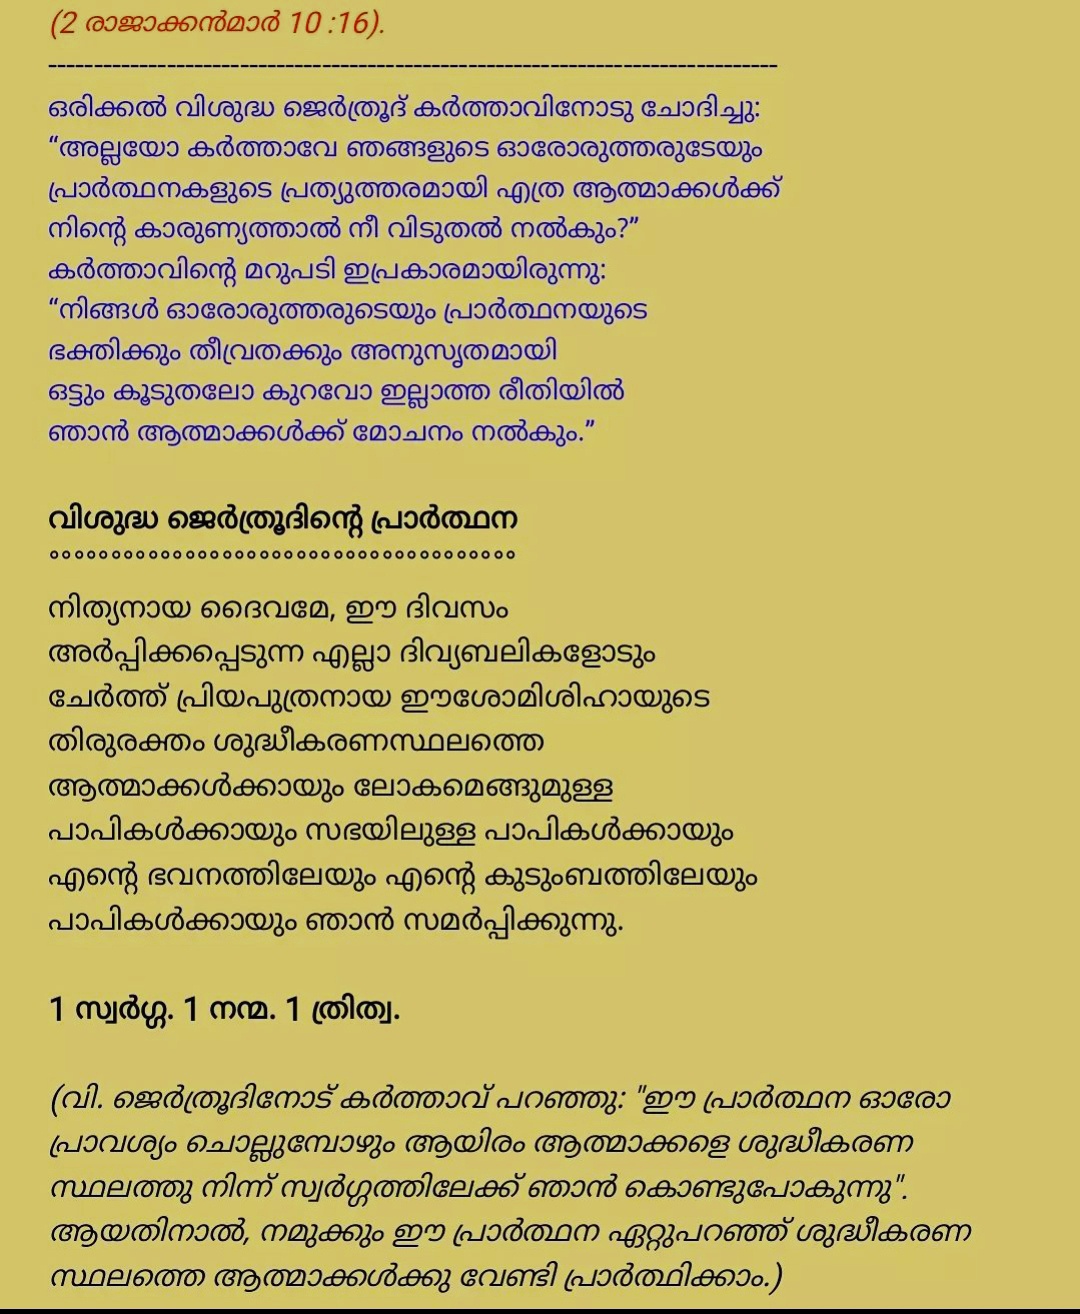 (2 രാജാക്കൻമാർ 10 :16).
--------------------------------------------------------------------------------
ഒരിക്കൽ വിശുദ്ധ ജെർത്രൂദ് കർത്താവിനോടു ചോദിച്ചു:
“അല്ലയോ കർത്താവേ ഞങ്ങളുടെ ഓരോരുത്തരുടേയും
പ്രാർത്ഥനകളുടെ പ്രത്യുത്തരമായി എത്ര ആത്മാക്കൾക്ക്
നിന്റെ കാരുണ്യത്താൽ നീ വിടുതൽ നൽകും?”
കർത്താവിന്റെ മറുപടി ഇപ്രകാരമായിരുന്നു:
“നിങ്ങൾ ഓരോരുത്തരുടെയും പ്രാർത്ഥനയുടെ
ഭക്തിക്കും തീവ്രതക്കും അനുസൃതമായി
ഒട്ടും കൂടുതലോ കുറവോ ഇല്ലാത്ത രീതിയിൽ
ഞാൻ ആത്മാക്കൾക്ക് മോചനം നൽകും.”
വിശുദ്ധ ജെർത്രൂദിന്റെ പ്രാർത്ഥന
°°°°°°°°°°°°°°°°°°°°°°°°°°°°°°°°°°°°°°
നിത്യനായ ദൈവമേ, ഈ ദിവസം
അർപ്പിക്കപ്പെടുന്ന എല്ലാ ദിവ്യബലികളോടും
ചേർത്ത് പ്രിയപുത്രനായ ഈശോമിശിഹായുടെ
തിരുരക്തം ശുദ്ധീകരണസ്ഥലത്തെ
ആത്മാക്കൾക്കായും ലോകമെങ്ങുമുള്ള
പാപികൾക്കായും സഭയിലുള്ള പാപികൾക്കായും
എന്റെ ഭവനത്തിലേയും എന്റെ കുടുംബത്തിലേയും
പാപികൾക്കായും ഞാൻ സമർപ്പിക്കുന്നു.
1 സ്വർഗ്ഗ. 1 നന്മ. 1 ത്രിത്വ.
(വി. ജെർത്രൂദിനോട് കർത്താവ് പറഞ്ഞു: "ഈ പ്രാർത്ഥന ഓരോ
പ്രാവശ്യം ചൊല്ലുമ്പോഴും ആയിരം ആത്മാക്കളെ ശുദ്ധീകരണ
സ്ഥലത്തു നിന്ന് സ്വർഗ്ഗത്തിലേക്ക് ഞാൻ കൊണ്ടുപോകുന്നു".
ആയതിനാൽ, നമുക്കും ഈ പ്രാർത്ഥന ഏറ്റുപറഞ്ഞ് ശുദ്ധീകരണ
സ്ഥലത്തെ ആത്മാക്കൾക്കു വേണ്ടി പ്രാർത്ഥിക്കാം.)